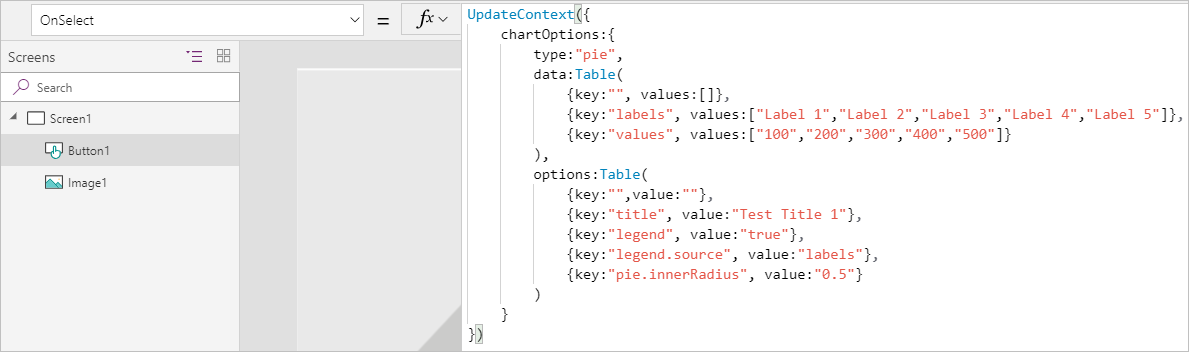 OnSelect = fx
Screens
Search
Screen1
Button1
Image1
UpdateContext({
chartOptions:{
type:"pie",
data:Table(
{key:"", values:[]},
{key:"labels", values:["Label 1","Label 2","Label 3","Label 4","Label 5"]},
{key:"values", values:["100","200","300","400","500"]}
),
options:Table(
{key:"",value:""},
{key:"title", value:"Test Title 1"},
{key:"legend", value:"true"},
{key:"legend.source", value:"labels"},
{key:"pie.innerRadius", value:"0.5"}
)
}
})